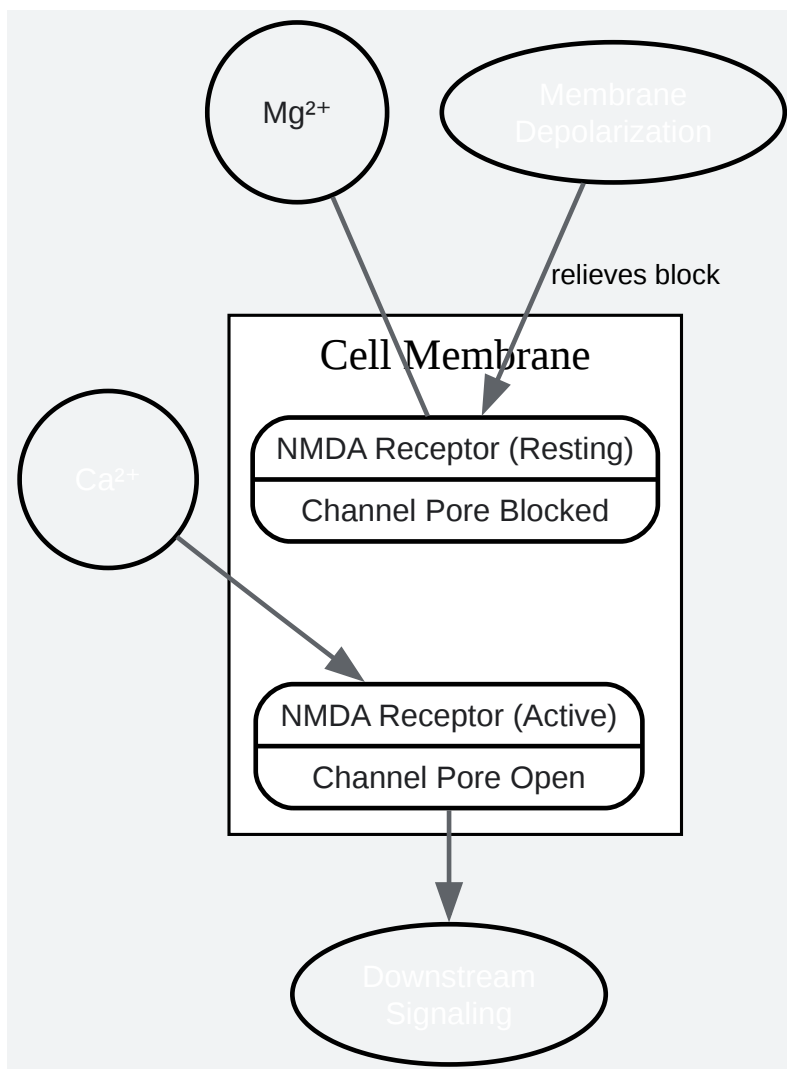 Mg²⁺
Membrane
Depolarization
relieves block
Cell Membrane
NMDA Receptor (Resting)
Channel Pore Blocked
Ca²⁺
NMDA Receptor (Active)
Channel Pore Open
Downstream
Signaling